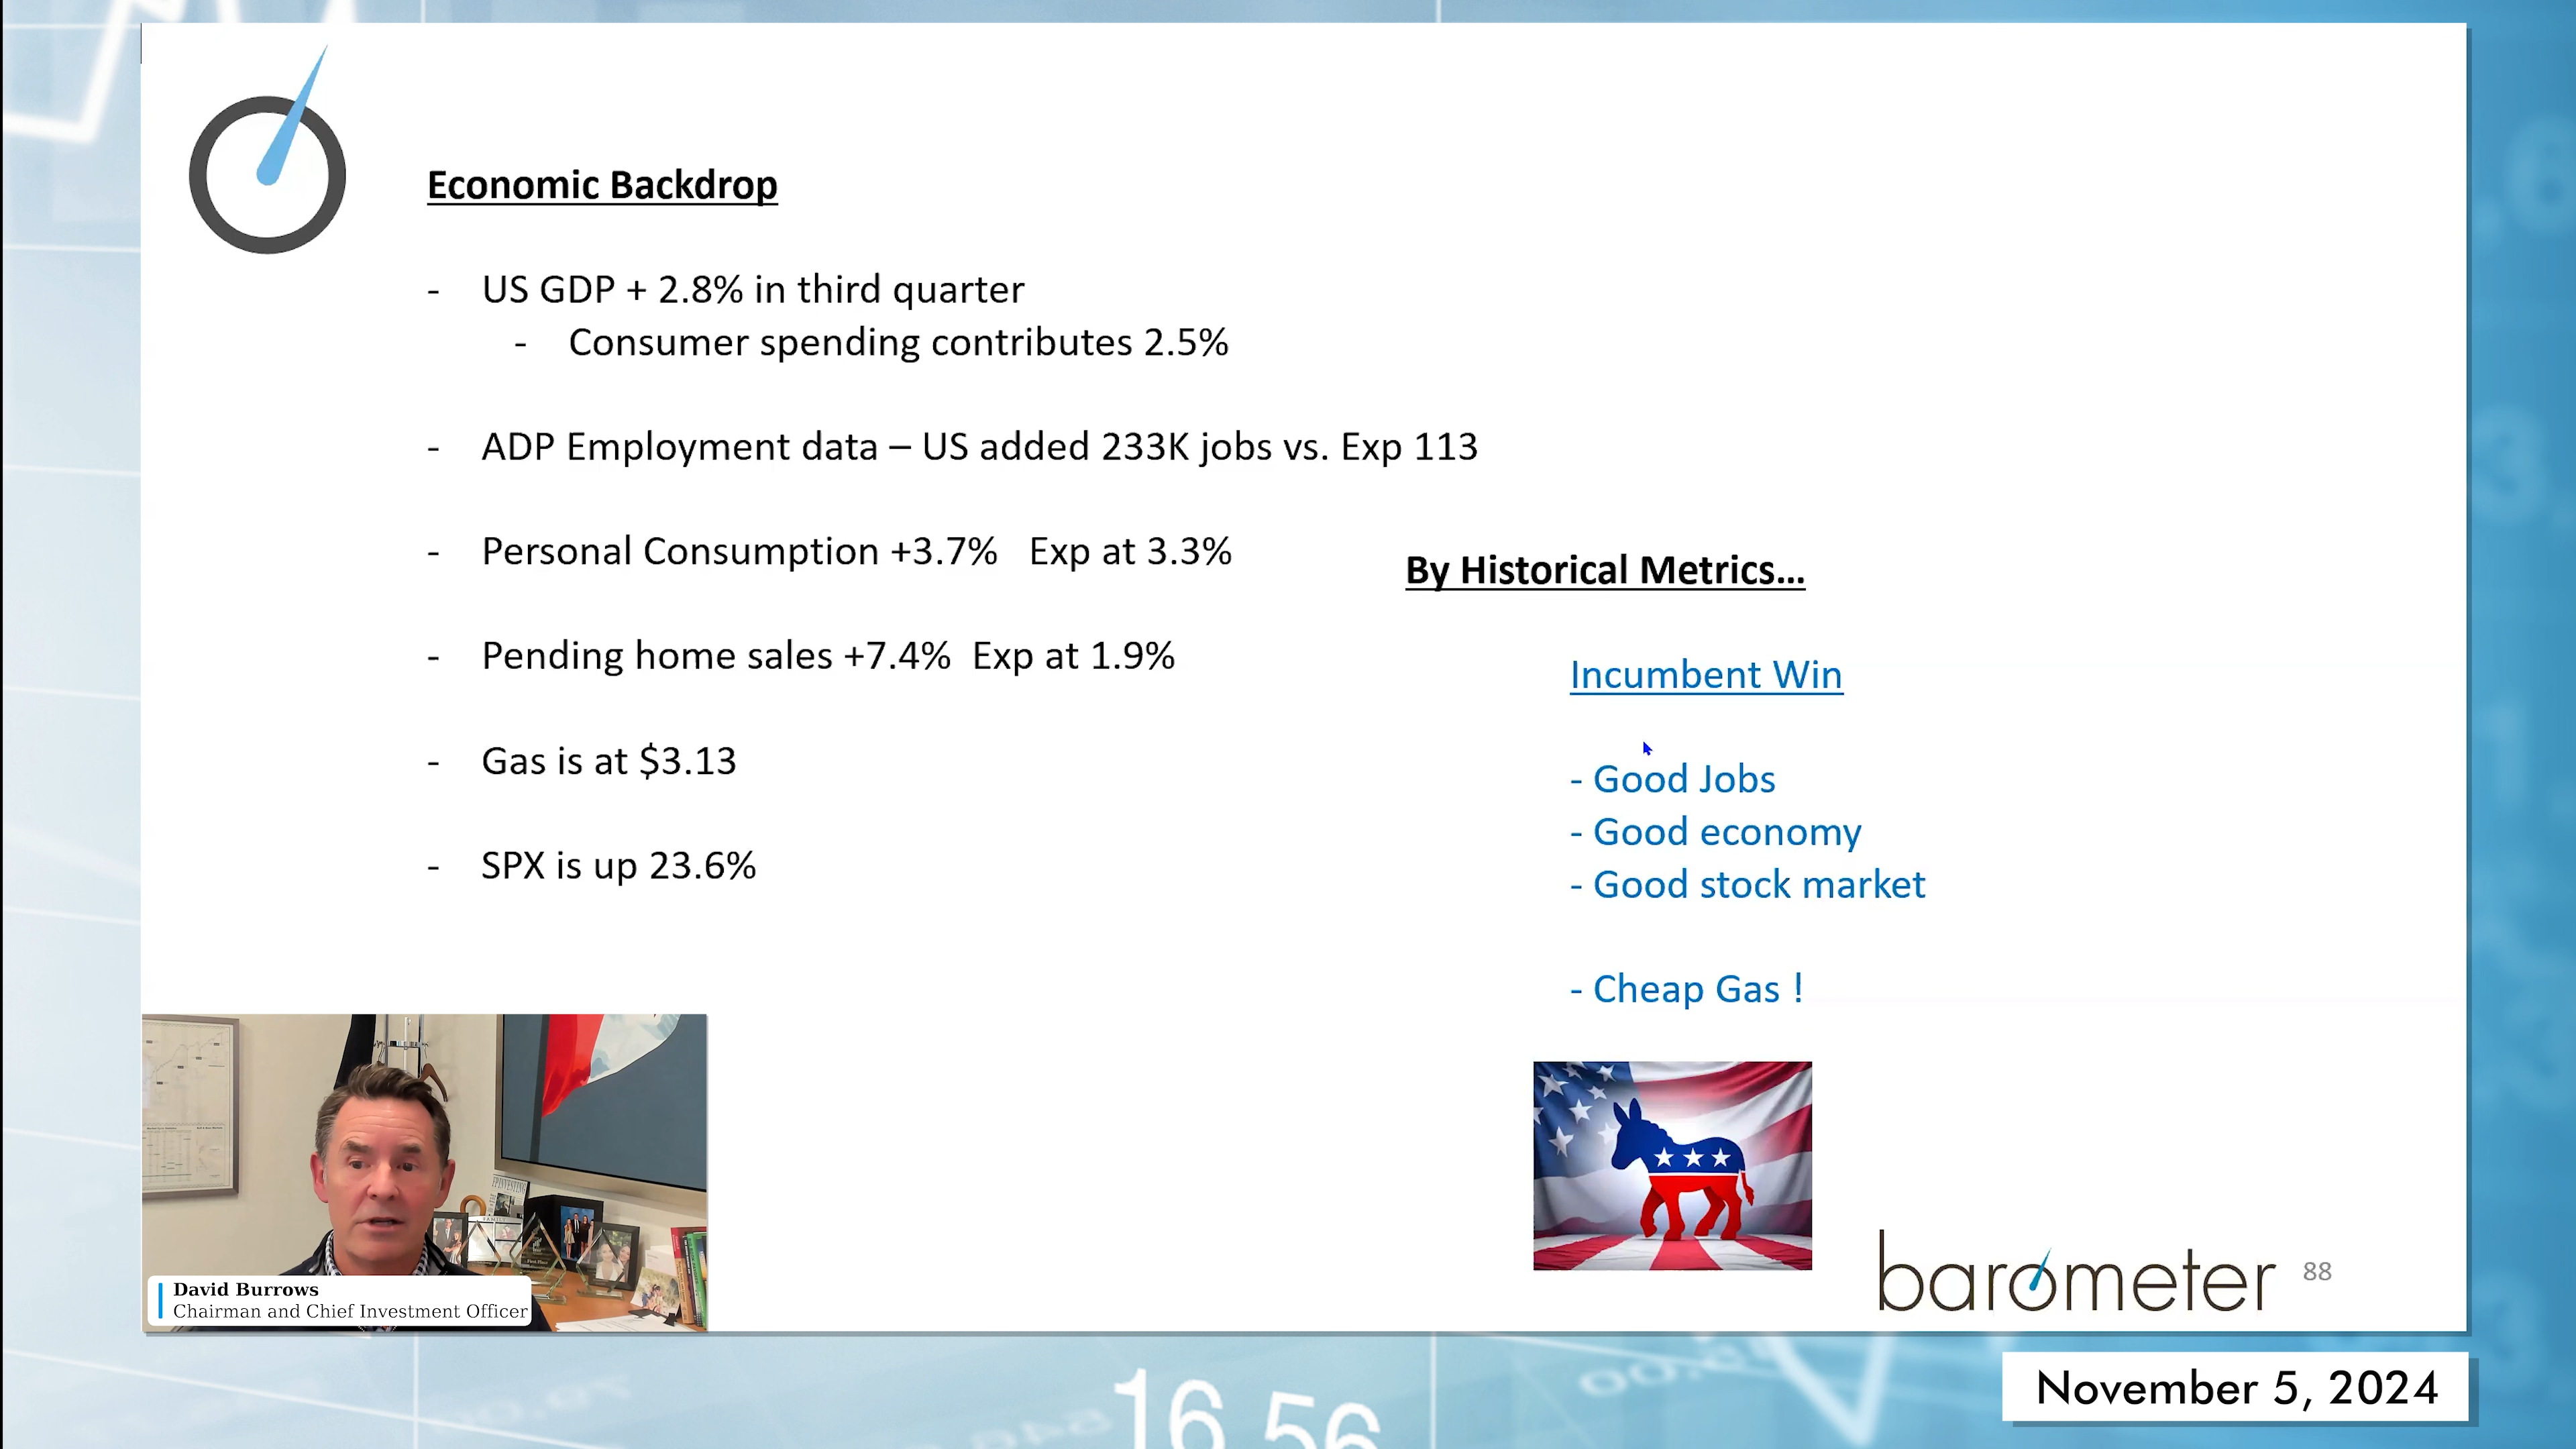 Economic Backdrop
- US GDP + 2.8% in third quarter
- Consumer spending contributes 2.5%
- ADP Employment data – US added 233K jobs vs. Exp 113
- Personal Consumption +3.7% Exp at 3.3%
- Pending home sales +7.4% Exp at 1.9%
- Gas is at $3.13
- SPX is up 23.6%
By Historical Metrics...
Incumbent Win
- Good Jobs
- Good economy
- Good stock market
- Cheap Gas !
David Burrows
Chairman and Chief Investment Officer
barometer
88
November 5, 2024
16
56